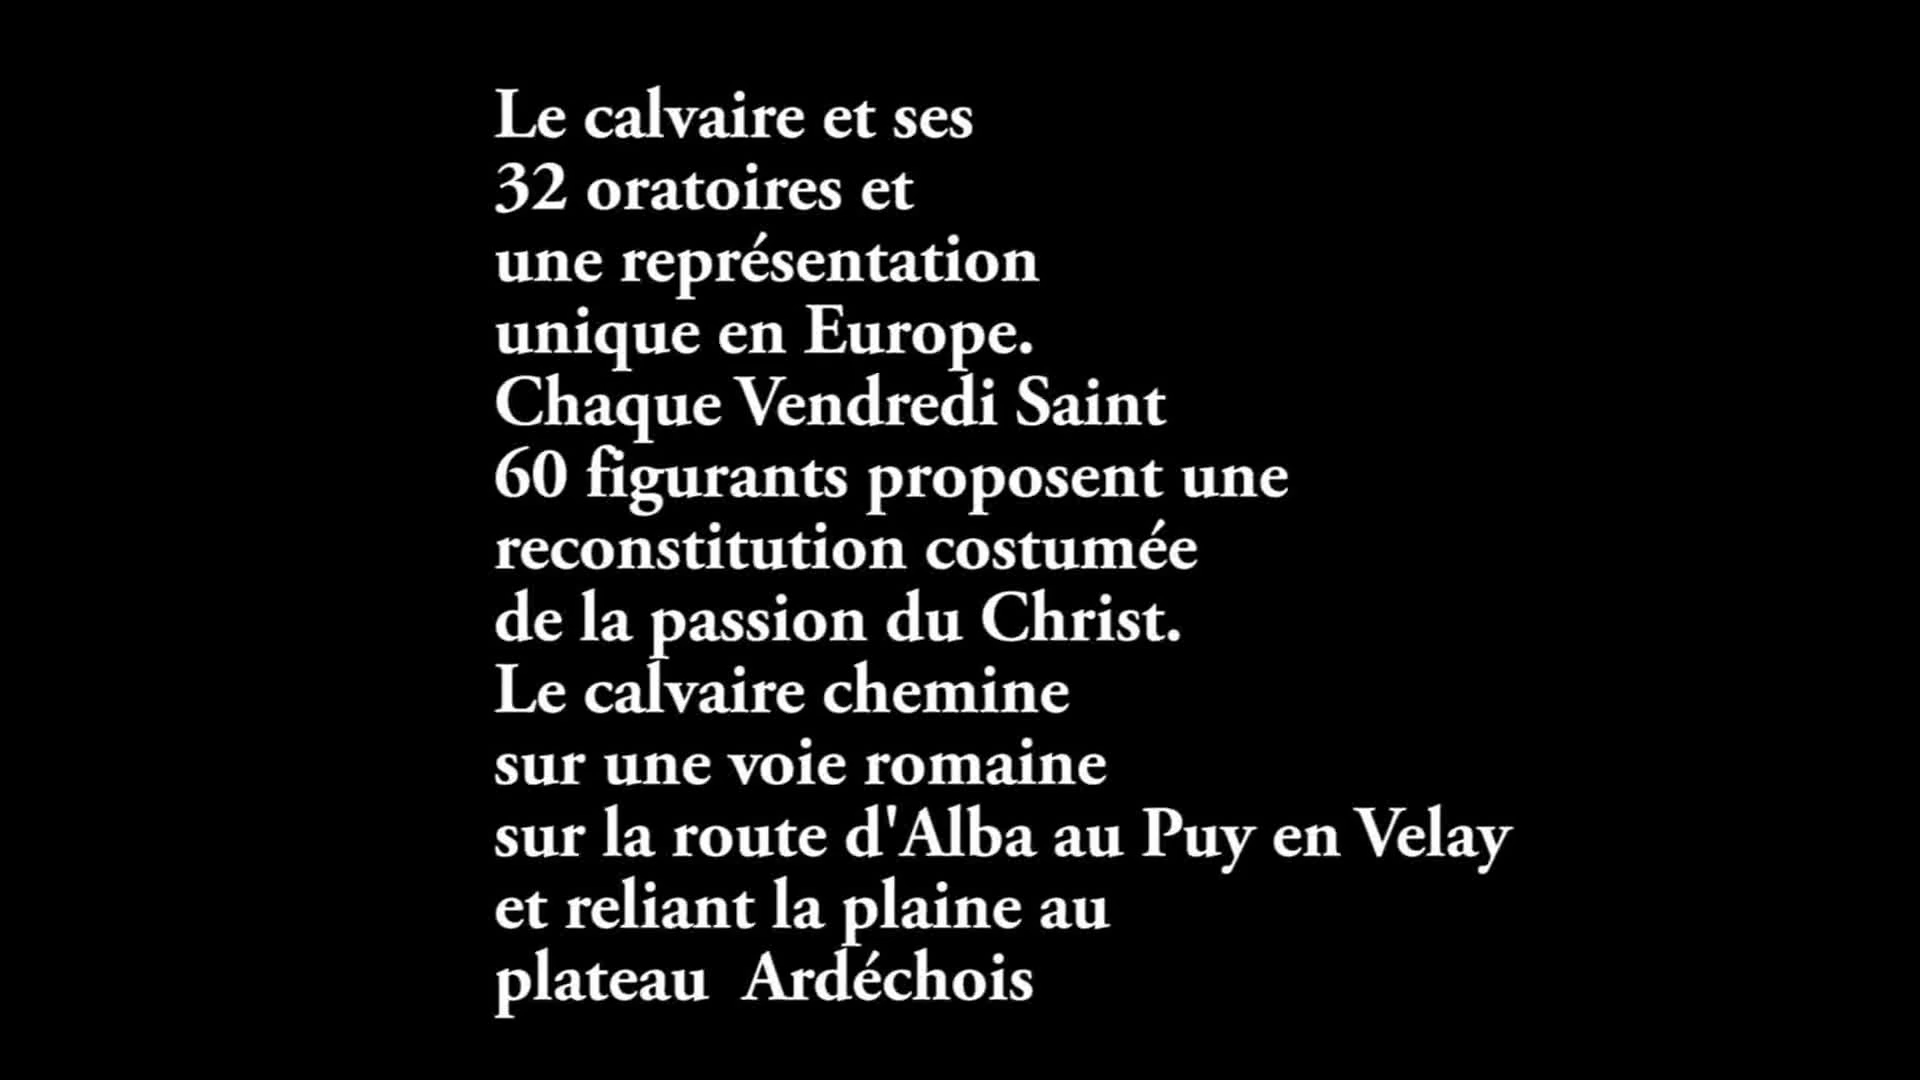 Le calvaire et ses
32 oratoires et
une représentation
unique en Europe.
Chaque Vendredi Saint
60 figurants proposent une
reconstitution costumée
de la passion du Christ.
Le calvaire chemine
sur une voie romaine
sur la route d'Alba au Puy en Velay
et reliant la plaine au
plateau  Ardéchois